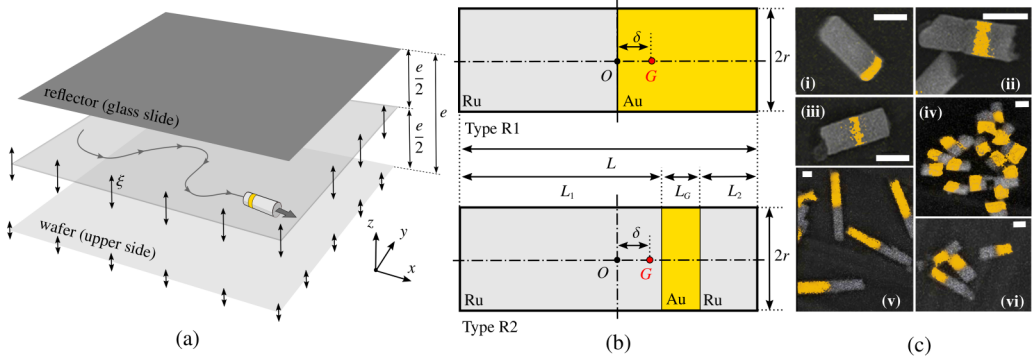 reflector (glass slide)
e/2
e/2
e
ξ
wafer (upper side)
z
y
x
(a)
δ
O
G
Ru
Au
2r
Type R1
L
L₁
L_G
L₂
δ
O
G
Ru
Au
Ru
2r
Type R2
(b)
(i)
(ii)
(iii)
(iv)
(v)
(vi)
(c)